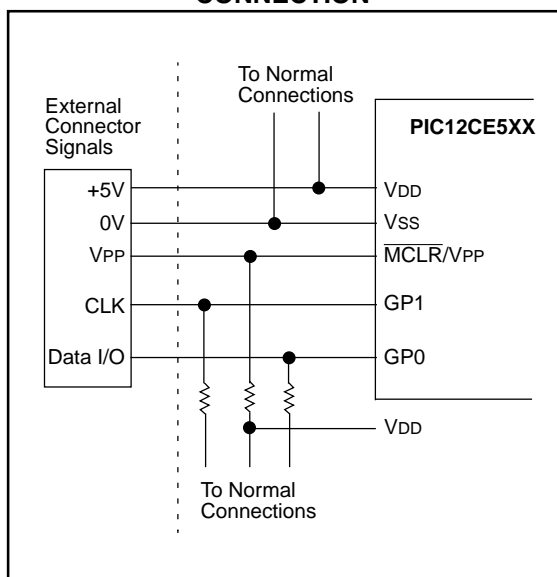 CONNECTION
To Normal
Connections
External
Connector
Signals
PIC12CE5XX
+5V
VDD
0V
VSS
VPP
MCLR/VPP
CLK
GP1
Data I/O
GP0
VDD
To Normal
Connections